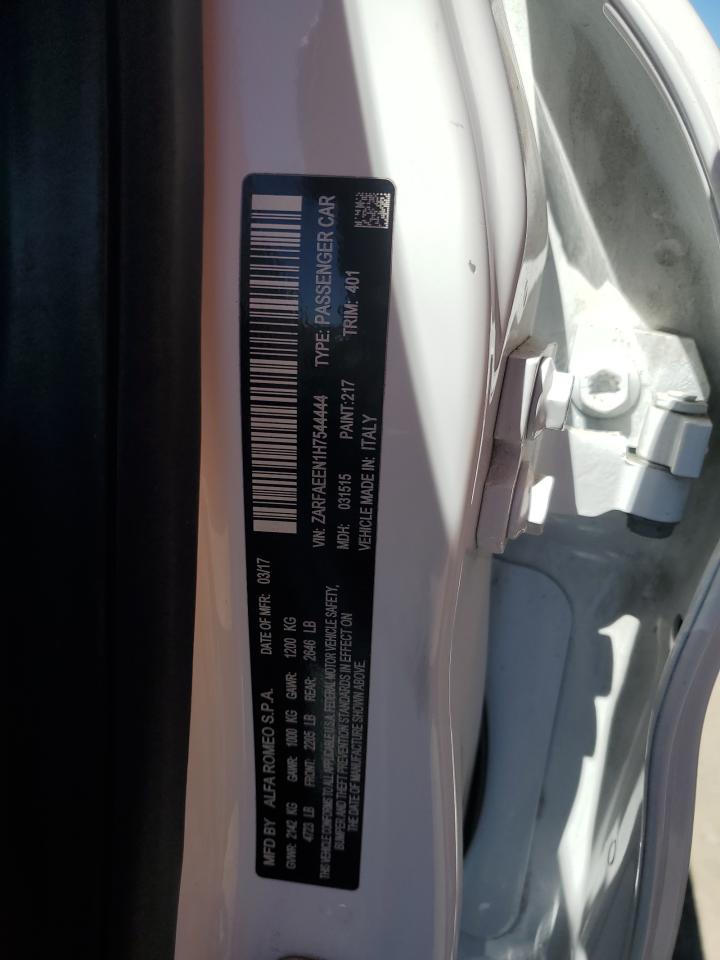 MFD BY ALFA ROMEO S.P.A. DATE OF MFR: 03/17
GVWR: 2142 KG GAWR: 1000 KG GAWR: 1200 KG
4723 LB FRONT: 2205 LB REAR: 2646 LB
THIS VEHICLE CONFORMS TO ALL APPLICABLE U.S.A. FEDERAL MOTOR VEHICLE SAFETY,
BUMPER AND THEFT PREVENTION STANDARDS IN EFFECT ON
THE DATE OF MANUFACTURE SHOWN ABOVE.
VIN: ZARFAEEN1H7544444 TYPE: PASSENGER CAR
MDH: 031515 PAINT:217 TRIM: 401
VEHICLE MADE IN: ITALY